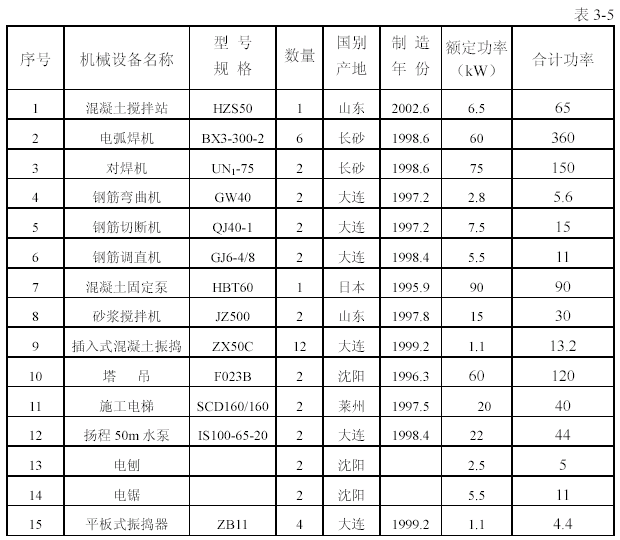 表 3-5
序号 机械设备名称 型 号 规 格 数量 国别 产地 制 造 年 份 额定功率 （kW） 合计功率
1 混凝土搅拌站 HZS50 1 山东 2002.6 6.5 65
2 电弧焊机 BX3-300-2 6 长砂 1998.6 60 360
3 对焊机 UN1-75 2 长砂 1998.6 75 150
4 钢筋弯曲机 GW40 2 大连 1997.2 2.8 5.6
5 钢筋切断机 QJ40-1 2 大连 1997.2 7.5 15
6 钢筋调直机 GJ6-4/8 2 大连 1998.4 5.5 11
7 混凝土固定泵 HBT60 1 日本 1995.9 90 90
8 砂浆搅拌机 JZ500 2 山东 1997.8 15 30
9 插入式混凝土振捣 ZX50C 12 大连 1999.2 1.1 13.2
10 塔 吊 F023B 2 沈阳 1996.3 60 120
11 施工电梯 SCD160/160 2 莱州 1997.5 20 40
12 扬程 50m 水泵 IS100-65-20 2 大连 1998.4 22 44
13 电刨 2 沈阳 2.5 5
14 电锯 2 沈阳 5.5 11
15 平板式振捣器 ZB11 4 大连 1999.2 1.1 4.4